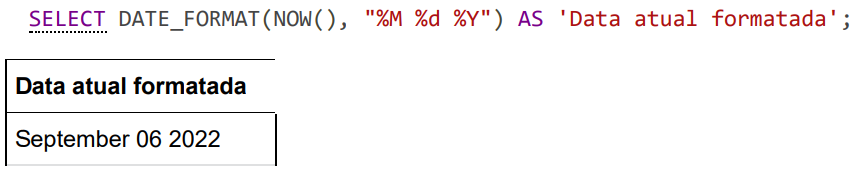 SELECT DATE_FORMAT(NOW(), "%M %d %Y") AS 'Data atual formatada';
Data atual formatada
September 06 2022